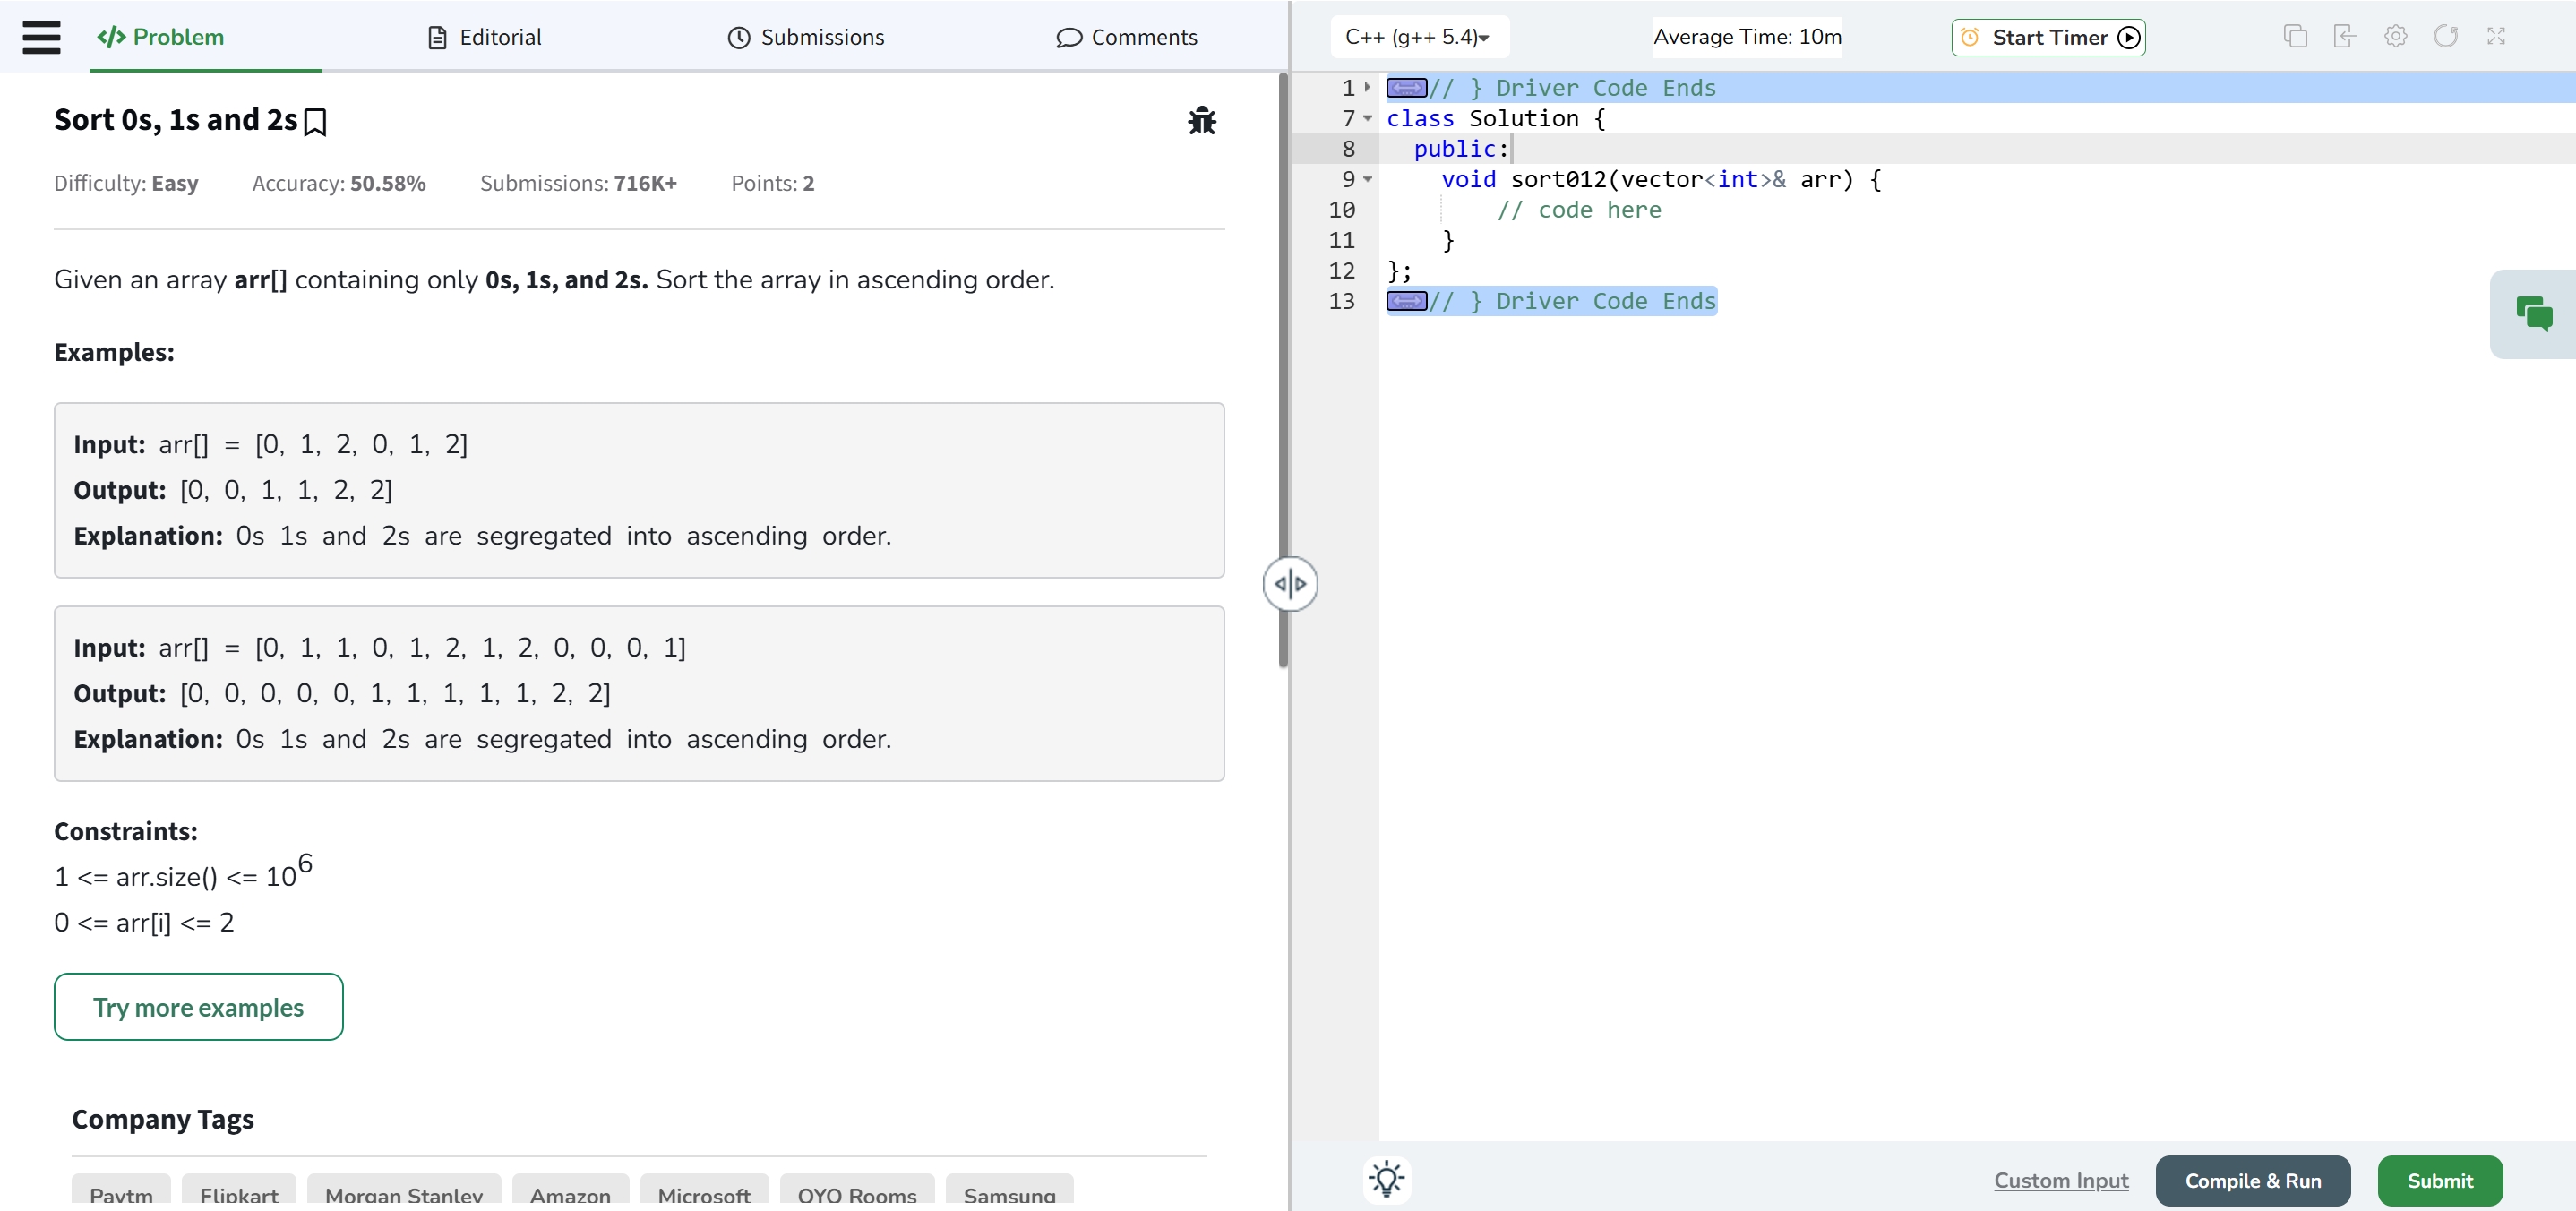 Problem
Editorial
Submissions
Comments
Sort 0s, 1s and 2s
Difficulty: Easy Accuracy: 50.58% Submissions: 716K+ Points: 2
Given an array arr[] containing only 0s, 1s, and 2s. Sort the array in ascending order.
Examples:
Input: arr[] = [0, 1, 2, 0, 1, 2]
Output: [0, 0, 1, 1, 2, 2]
Explanation: 0s 1s and 2s are segregated into ascending order.
Input: arr[] = [0, 1, 1, 0, 1, 2, 1, 2, 0, 0, 0, 1]
Output: [0, 0, 0, 0, 0, 1, 1, 1, 1, 1, 2, 2]
Explanation: 0s 1s and 2s are segregated into ascending order.
Constraints:
1 <= arr.size() <= 10^6
0 <= arr[i] <= 2
Try more examples
Company Tags
Paytm Flipkart Morgan Stanley Amazon Microsoft OYO Rooms Samsung
C++ (g++ 5.4)
Average Time: 10m
Start Timer
1 // } Driver Code Ends
7 class Solution {
8 public:
9 void sort012(vector<int>& arr) {
10 // code here
11 }
12 };
13 // } Driver Code Ends
Custom Input
Compile & Run
Submit